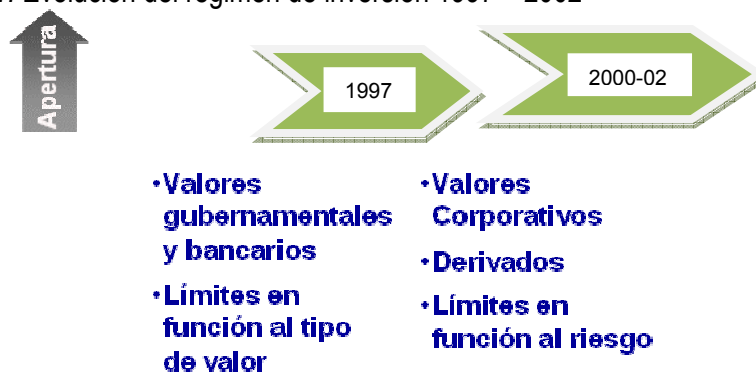 Evolución del régimen de inversión 1997 – 2002
Apertura
1997
2000-02
•Valores
gubernamentales
y bancarios
•Límites en
función al tipo
de valor
•Valores
Corporativos
•Derivados
•Límites en
función al riesgo